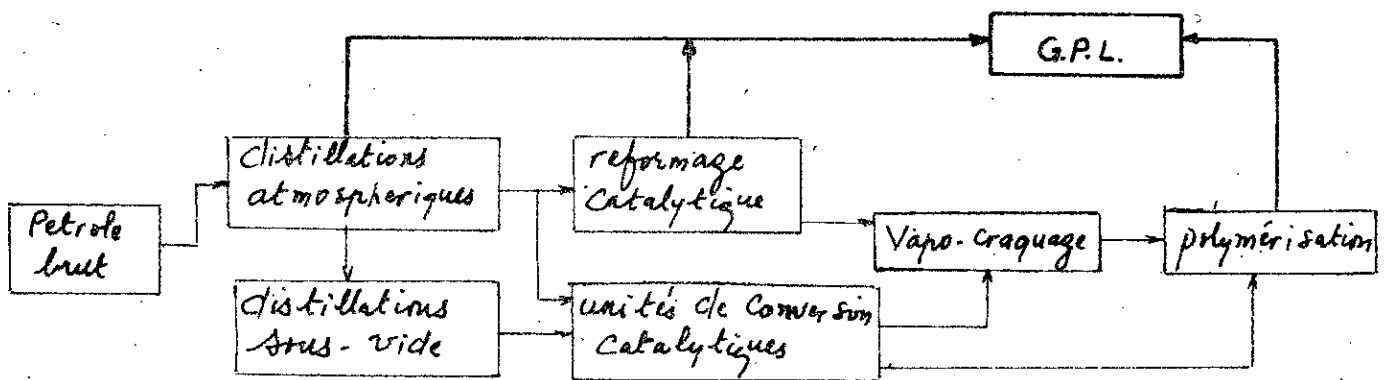 G.P.L.
distillations
atmospheriques
reformage
Catalytique
Petrole
brut
Vapo-Craquage
polymérisation
distillations
sous-vide
unités de Conversion
Catalytiques